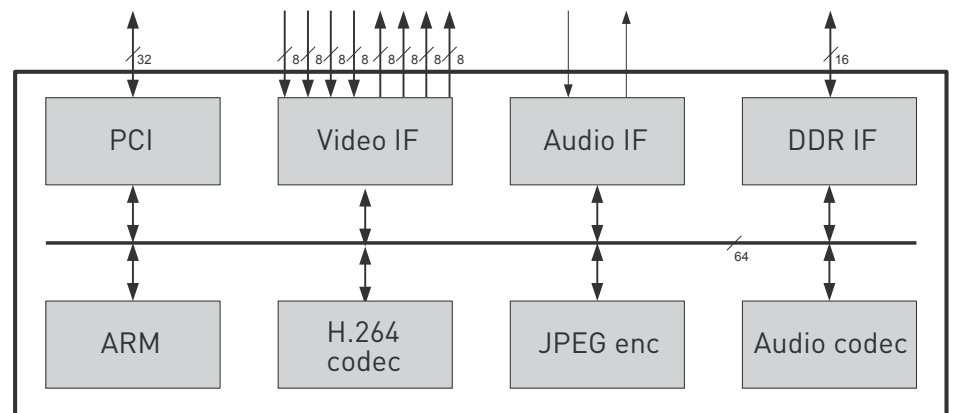 32
8 8 8 8 8 8 8 8
16
PCI
Video IF
Audio IF
DDR IF
64
ARM
H.264
codec
JPEG enc
Audio codec